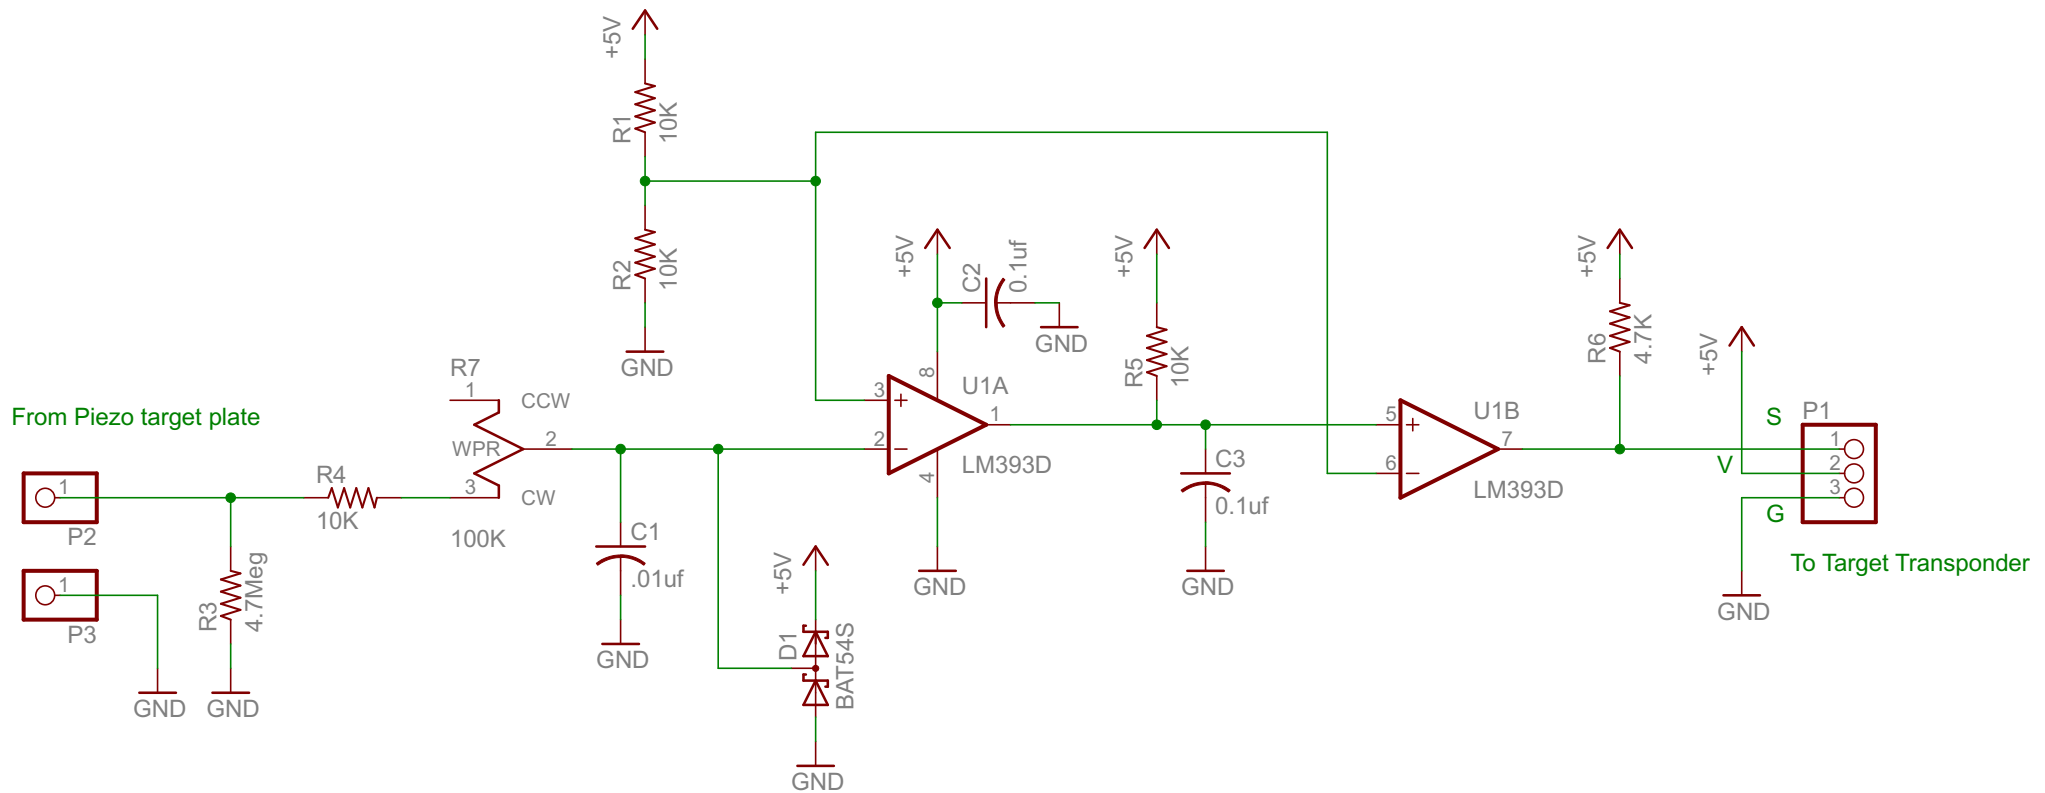 +5V
R1
10K
R2
10K
GND
+5V
C2
0.1uf
GND
+5V
R5
10K
+5V
R6
4.7K
+5V
R7
1
CCW
WPR
2
3
CW
100K
From Piezo target plate
1
P2
1
P3
R4
10K
R3
4.7Meg
GND
GND
C1
.01uf
GND
+5V
D1
BAT54S
GND
8
3
+
2
−
4
1
U1A
LM393D
GND
C3
0.1uf
GND
5
+
6
−
7
U1B
LM393D
S
V
G
P1
1
2
3
GND
To Target Transponder